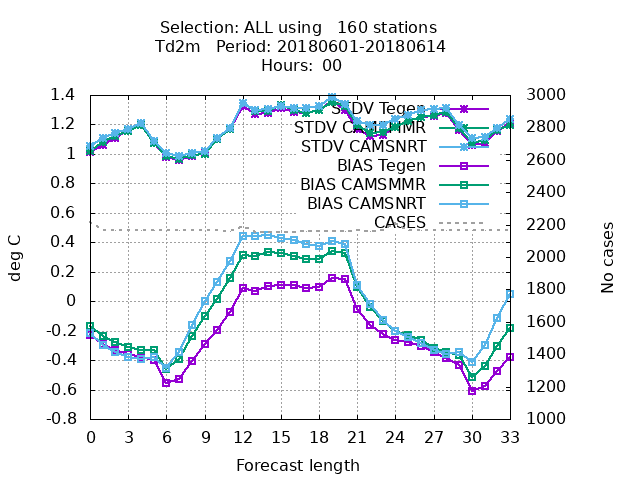 Selection: ALL using   160 stations
Td2m   Period: 20180601-20180614
Hours:  00
1.4
1.2
1
0.8
0.6
0.4
0.2
0
-0.2
-0.4
-0.6
-0.8
deg C
STDV Tegen
STDV CAMSMMR
STDV CAMSNRT
BIAS Tegen
BIAS CAMSMMR
BIAS CAMSNRT
CASES
3000
2800
2600
2400
2200
2000
1800
1600
1400
1200
1000
No cases
0 3 6 9 12 15 18 21 24 27 30 33
Forecast length